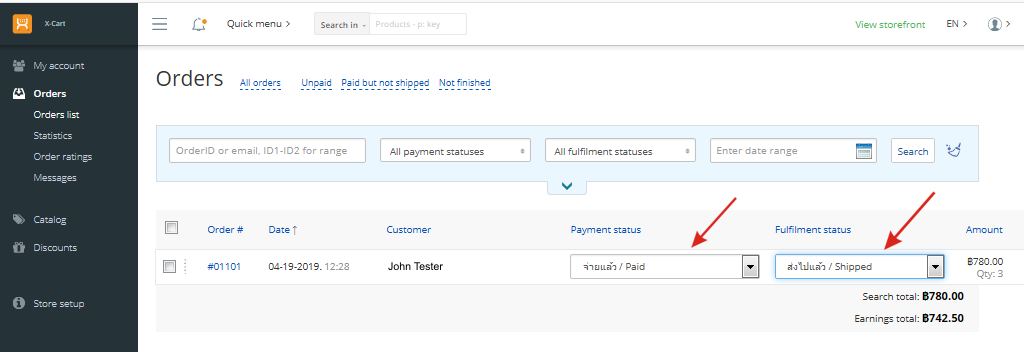 X-Cart
Quick menu >
Search in
Products - p: key
View storefront
EN >
My account
Orders
Orders list
Statistics
Order ratings
Messages
Catalog
Discounts
Store setup
Orders
All orders
Unpaid
Paid but not shipped
Not finished
OrderID or email, ID1-ID2 for range
All payment statuses
All fulfilment statuses
Enter date range
Search
Order #
Date ↑
Customer
Payment status
Fulfilment status
Amount
#01101
04-19-2019, 12:28
John Tester
จ่ายแล้ว / Paid
ส่งไปแล้ว / Shipped
฿780.00
Qty: 3
Search total: ฿780.00
Earnings total: ฿742.50